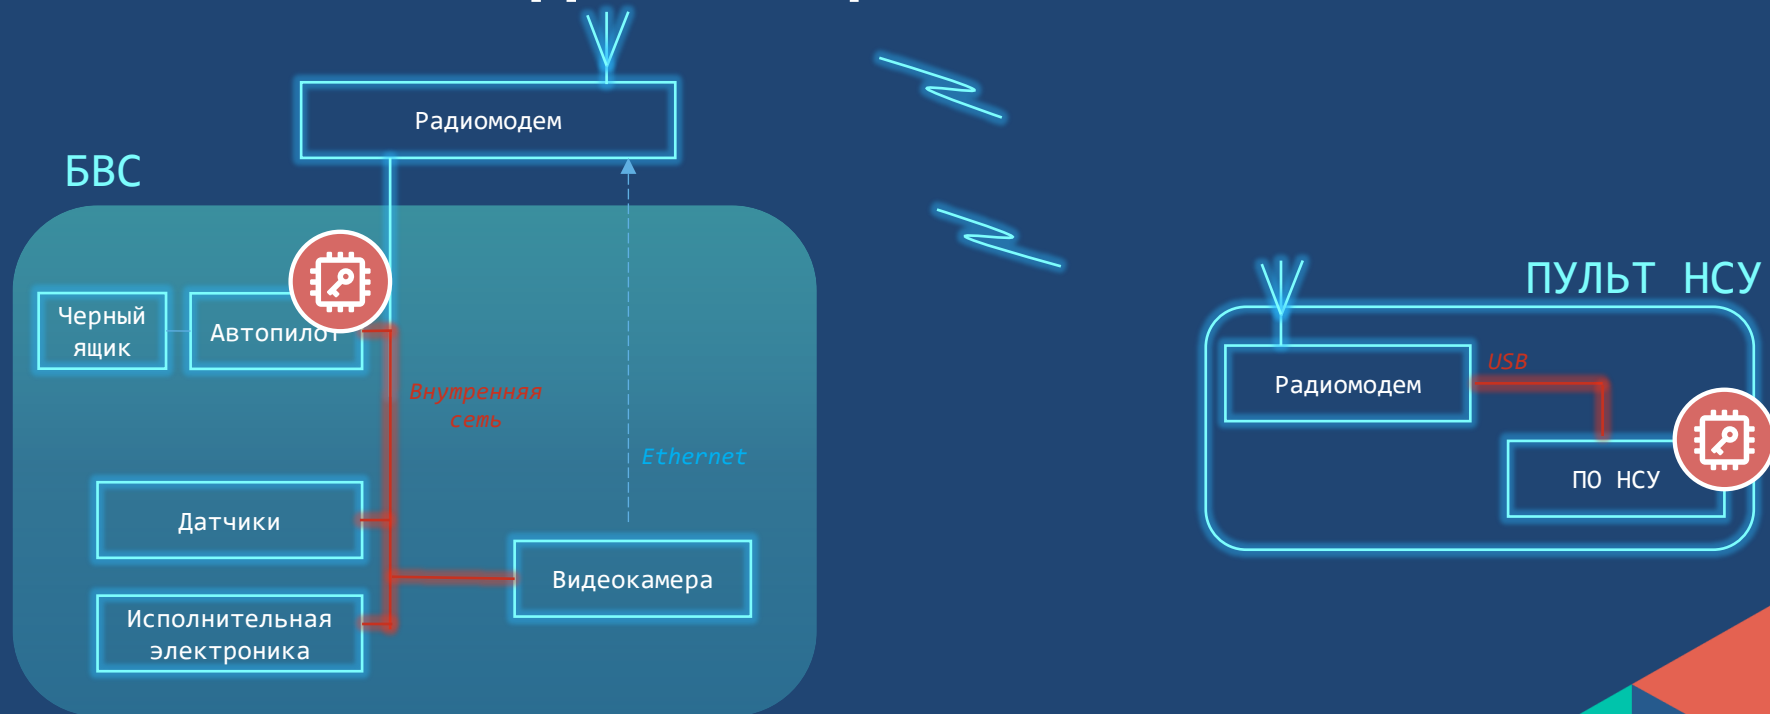 Радиомодем
БВС
Черный
ящик
Автопилот
Внутренняя
сеть
Ethernet
Датчики
Видеокамера
Исполнительная
электроника
ПУЛЬТ НСУ
Радиомодем
USB
ПО НСУ